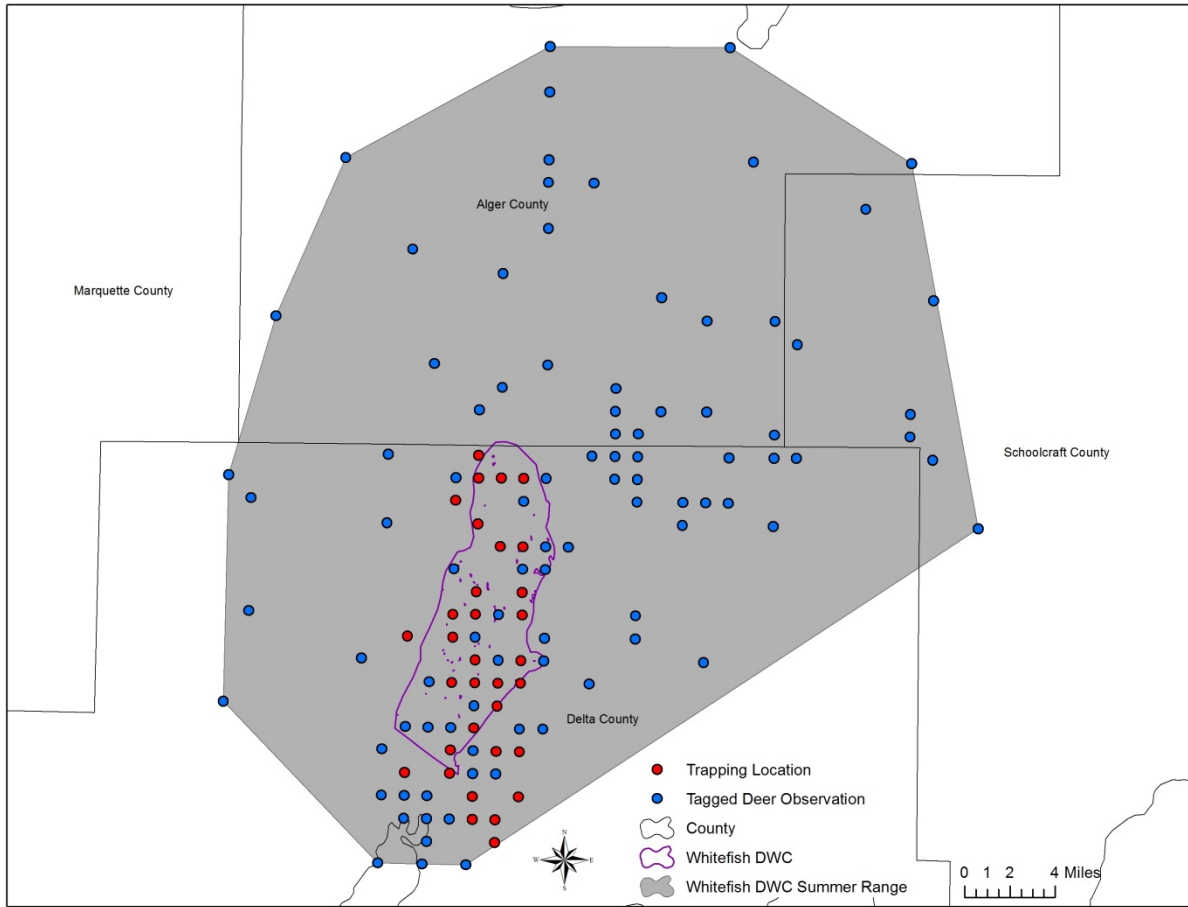 Alger County
Marquette County
Schoolcraft County
Delta County
Trapping Location
Tagged Deer Observation
County
Whitefish DWC
Whitefish DWC Summer Range
N
W E
S
0 1 2 4 Miles